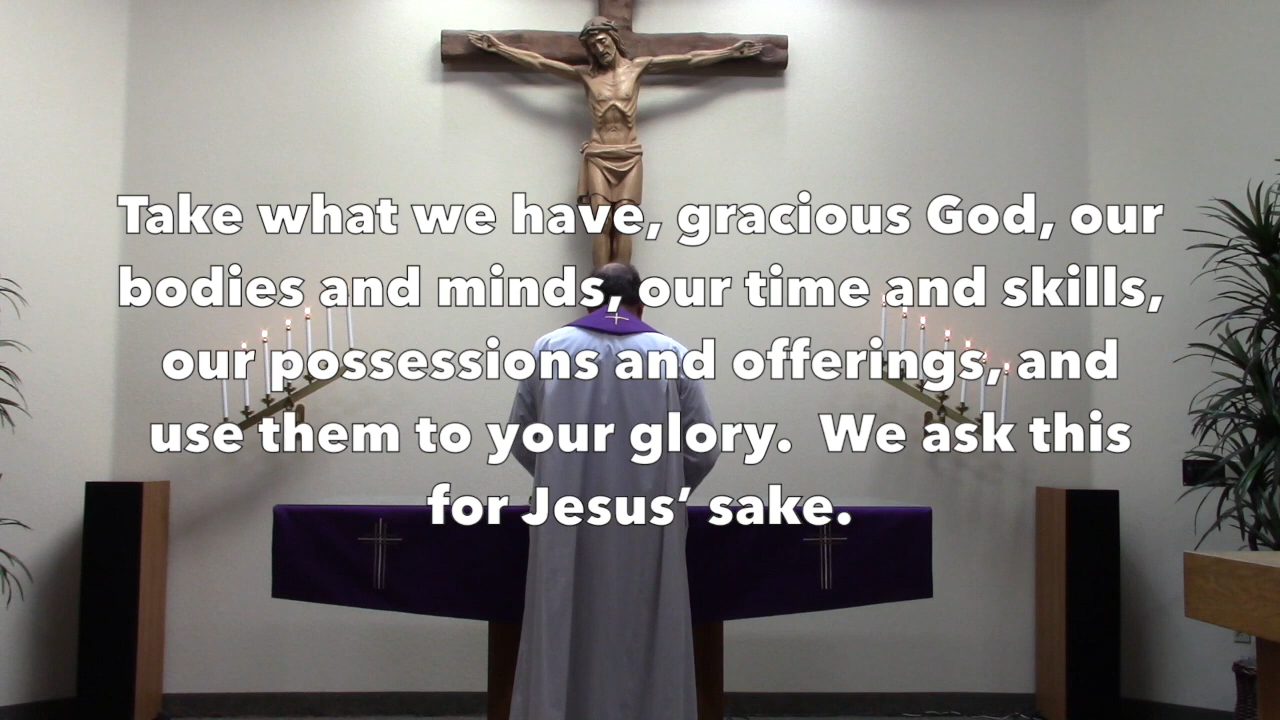 Take what we have, gracious God, our
bodies and minds, our time and skills,
our possessions and offerings, and
use them to your glory.  We ask this
for Jesus’ sake.